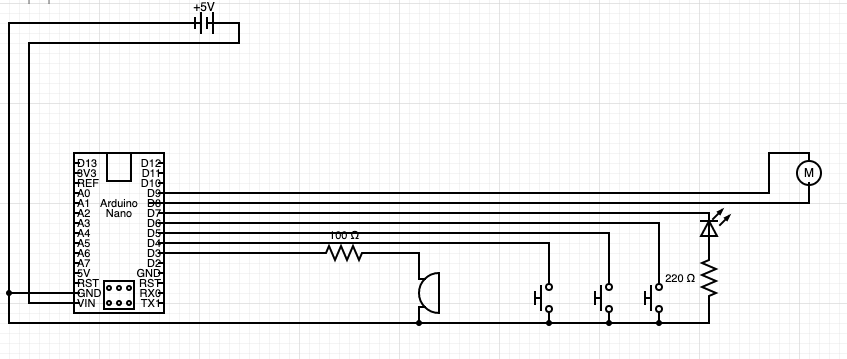 +5V
D13 D12
3V3 D11
REF D10
A0 D9
A1 Arduino D8
A2 Nano D7
A3 D6
A4 D5
A5 D4
A6 D3
A7 D2
5V GND
RST RST
GND RX0
VIN TX1
100 Ω
M
220 Ω